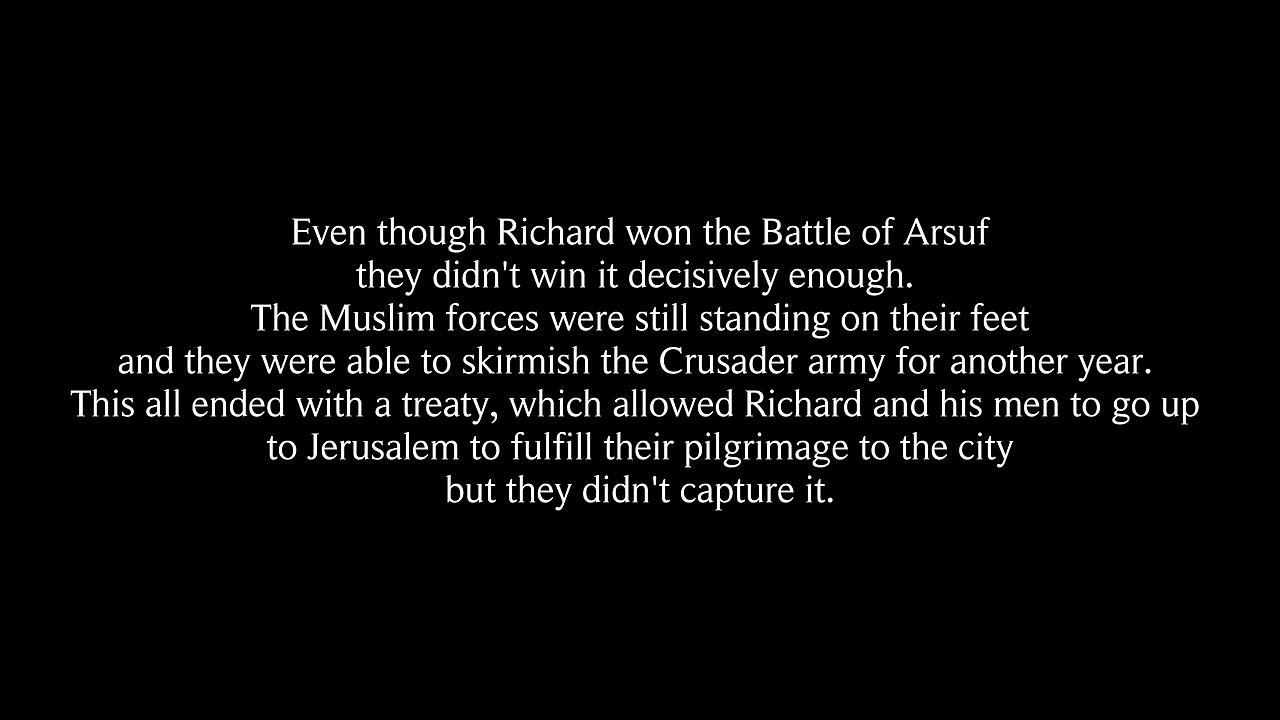 Even though Richard won the Battle of Arsuf
they didn't win it decisively enough.
The Muslim forces were still standing on their feet
and they were able to skirmish the Crusader army for another year.
This all ended with a treaty, which allowed Richard and his men to go up
to Jerusalem to fulfill their pilgrimage to the city
but they didn't capture it.